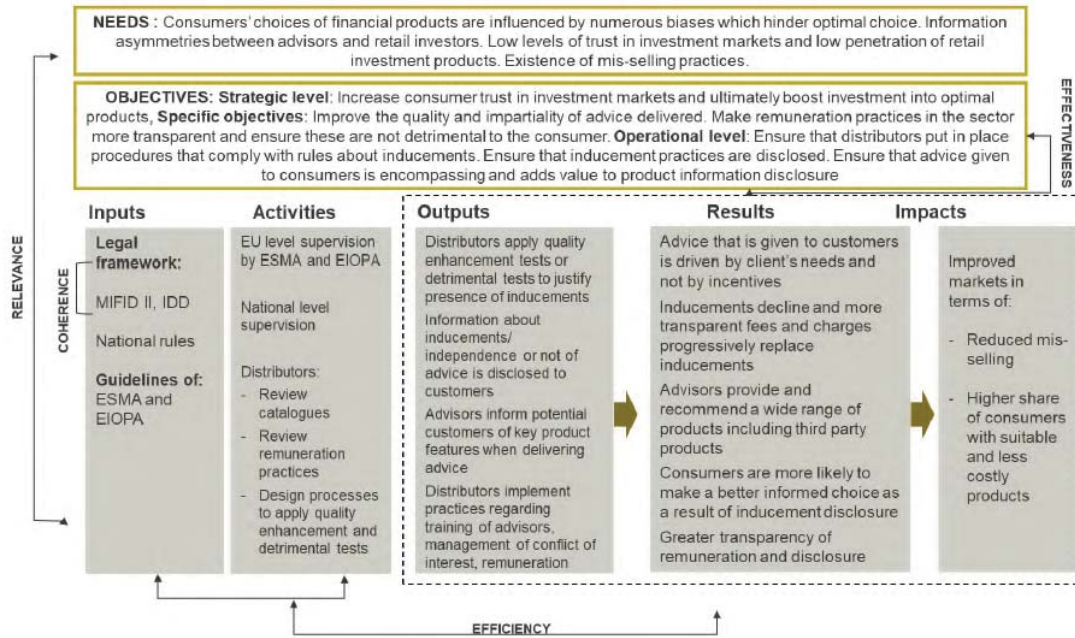 NEEDS : Consumers' choices of financial products are influenced by numerous biases which hinder optimal choice. Information
asymmetries between advisors and retail investors. Low levels of trust in investment markets and low penetration of retail
investment products. Existence of mis-selling practices.
OBJECTIVES: Strategic level: Increase consumer trust in investment markets and ultimately boost investment into optimal
products, Specific objectives: Improve the quality and impartiality of advice delivered. Make remuneration practices in the sector
more transparent and ensure these are not detrimental to the consumer. Operational level: Ensure that distributors put in place
procedures that comply with rules about inducements. Ensure that inducement practices are disclosed. Ensure that advice given
to consumers is encompassing and adds value to product information disclosure
EFFECTIVENESS
RELEVANCE
COHERENCE
Inputs
Legal
framework:
MIFID II, IDD
National rules
Guidelines of:
ESMA and
EIOPA
Activities
EU level supervision
by ESMA and EIOPA
National level
supervision
Distributors:
- Review
catalogues
- Review
remuneration
practices
- Design processes
to apply quality
enhancement and
detrimental tests
Outputs
Distributors apply quality
enhancement tests or
detrimental tests to justify
presence of inducements
Information about
inducements/
independence or not of
advice is disclosed to
customers
Advisors inform potential
customers of key product
features when delivering
advice
Distributors implement
practices regarding
training of advisors,
management of conflict of
interest, remuneration
Results
Advice that is given to customers
is driven by client's needs and
not by incentives
Inducements decline and more
transparent fees and charges
progressively replace
inducements
Advisors provide and
recommend a wide range of
products including third party
products
Consumers are more likely to
make a better informed choice as
a result of inducement disclosure
Greater transparency of
remuneration and disclosure
Impacts
Improved
markets in
terms of:
- Reduced mis-
selling
- Higher share
of consumers
with suitable
and less
costly
products
EFFICIENCY